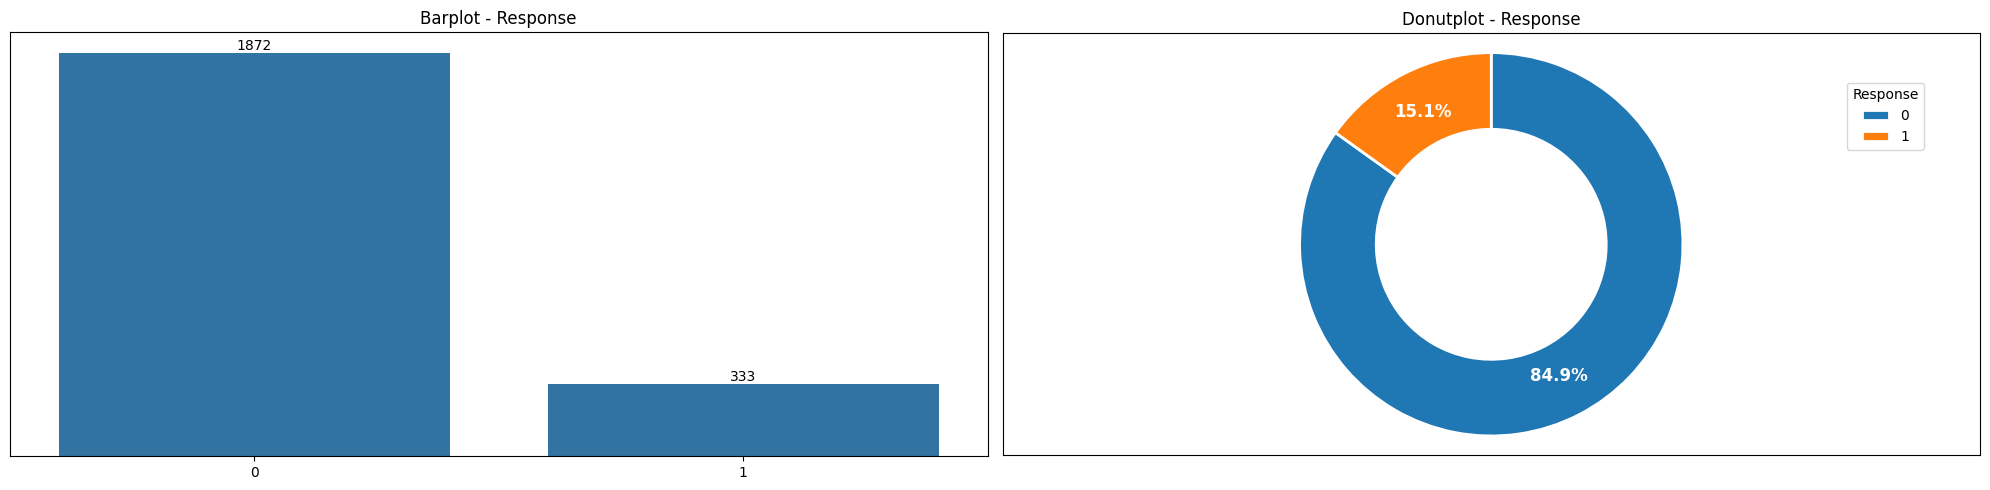 Barplot - Response
1872
333
0
1
Donutplot - Response
15.1%
84.9%
Response
0
1